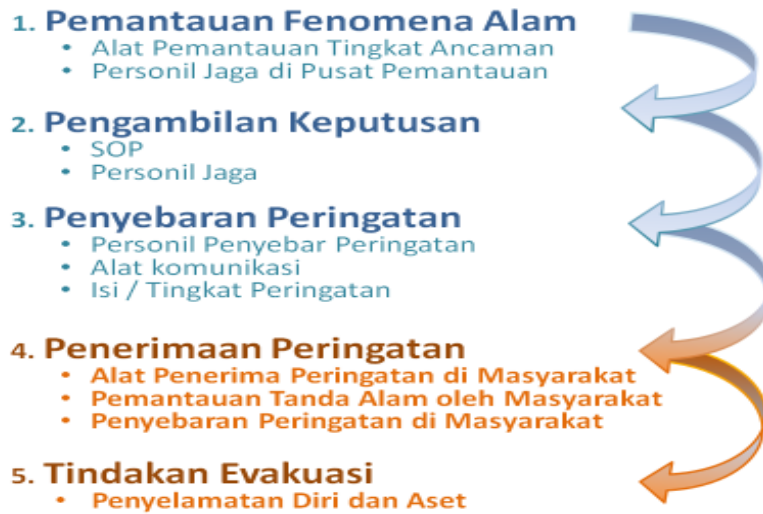 1. Pemantauan Fenomena Alam
• Alat Pemantauan Tingkat Ancaman
• Personil Jaga di Pusat Pemantauan
2. Pengambilan Keputusan
• SOP
• Personil Jaga
3. Penyebaran Peringatan
• Personil Penyebar Peringatan
• Alat komunikasi
• Isi / Tingkat Peringatan
4. Penerimaan Peringatan
• Alat Penerima Peringatan di Masyarakat
• Pemantauan Tanda Alam oleh Masyarakat
• Penyebaran Peringatan di Masyarakat
5. Tindakan Evakuasi
• Penyelamatan Diri dan Aset